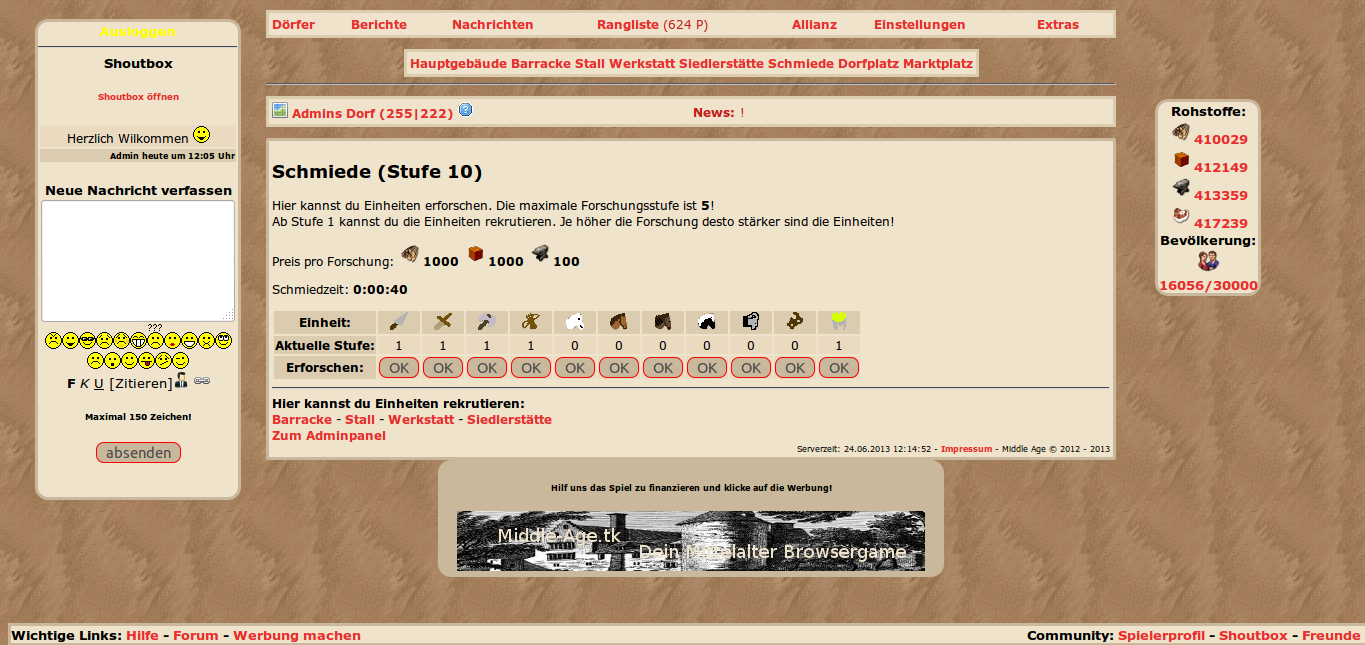 Ausloggen
Shoutbox
Shoutbox öffnen
Herzlich Wilkommen
Admin heute um 12:05 Uhr
Neue Nachricht verfassen
???
F K U [Zitieren]
Maximal 150 Zeichen!
absenden
Dörfer Berichte Nachrichten Rangliste (624 P) Allianz Einstellungen Extras
Hauptgebäude Barracke Stall Werkstatt Siedlerstätte Schmiede Dorfplatz Marktplatz
Admins Dorf (255|222) News: !
Schmiede (Stufe 10)
Hier kannst du Einheiten erforschen. Die maximale Forschungsstufe ist 5!
Ab Stufe 1 kannst du die Einheiten rekrutieren. Je höher die Forschung desto stärker sind die Einheiten!
Preis pro Forschung: 1000 1000 100
Schmiedzeit: 0:00:40
Einheit:
Aktuelle Stufe: 1 1 1 1 0 0 0 0 0 0 1
Erforschen: OK OK OK OK OK OK OK OK OK OK OK
Hier kannst du Einheiten rekrutieren:
Barracke - Stall - Werkstatt - Siedlerstätte
Zum Adminpanel
Serverzeit: 24.06.2013 12:14:52 - Impressum - Middle Age © 2012 - 2013
Hilf uns das Spiel zu finanzieren und klicke auf die Werbung!
Middle-Age.tk
Dein Mittelalter Browsergame
Rohstoffe:
410029
412149
413359
417239
Bevölkerung:
16056/30000
Wichtige Links: Hilfe - Forum - Werbung machen
Community: Spielerprofil - Shoutbox - Freunde